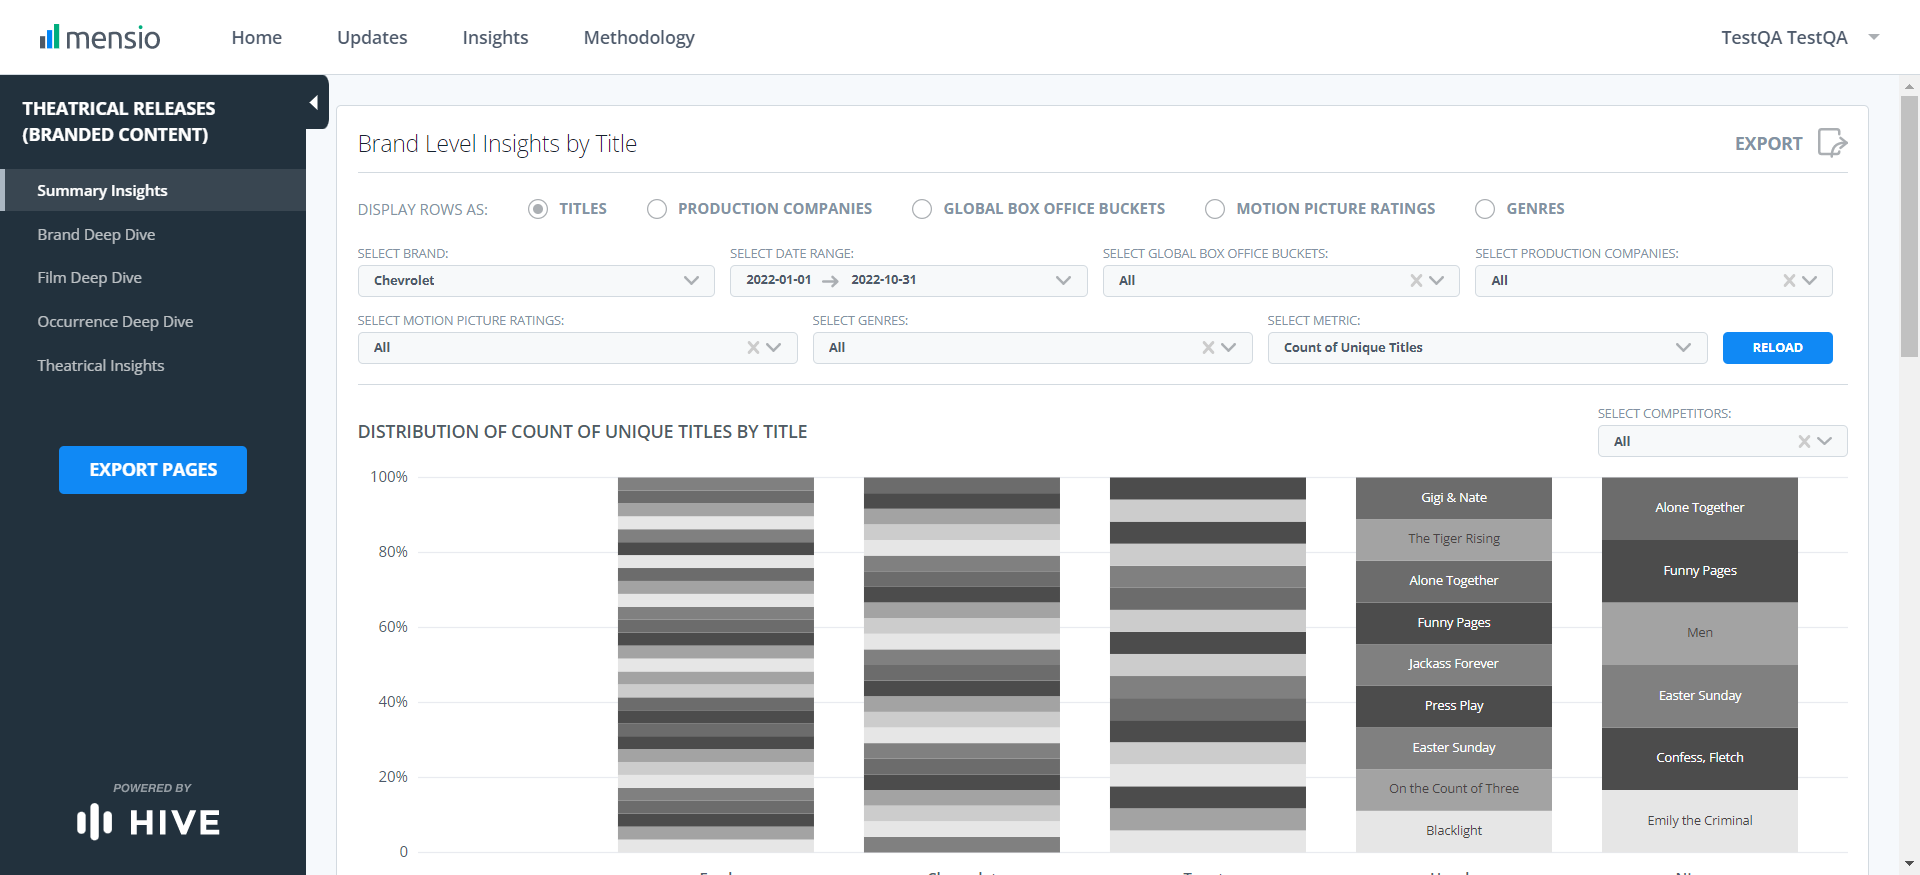 mensio
Home
Updates
Insights
Methodology
TestQA TestQA
THEATRICAL RELEASES
(BRANDED CONTENT)
Summary Insights
Brand Deep Dive
Film Deep Dive
Occurrence Deep Dive
Theatrical Insights
EXPORT PAGES
POWERED BY
HIVE
Brand Level Insights by Title
EXPORT
DISPLAY ROWS AS:
TITLES
PRODUCTION COMPANIES
GLOBAL BOX OFFICE BUCKETS
MOTION PICTURE RATINGS
GENRES
SELECT BRAND:
Chevrolet
SELECT DATE RANGE:
2022-01-01 → 2022-10-31
SELECT GLOBAL BOX OFFICE BUCKETS:
All
SELECT PRODUCTION COMPANIES:
All
SELECT MOTION PICTURE RATINGS:
All
SELECT GENRES:
All
SELECT METRIC:
Count of Unique Titles
RELOAD
DISTRIBUTION OF COUNT OF UNIQUE TITLES BY TITLE
SELECT COMPETITORS:
All
100%
80%
60%
40%
20%
0
Gigi & Nate
The Tiger Rising
Alone Together
Funny Pages
Jackass Forever
Press Play
Easter Sunday
On the Count of Three
Blacklight
Alone Together
Funny Pages
Men
Easter Sunday
Confess, Fletch
Emily the Criminal